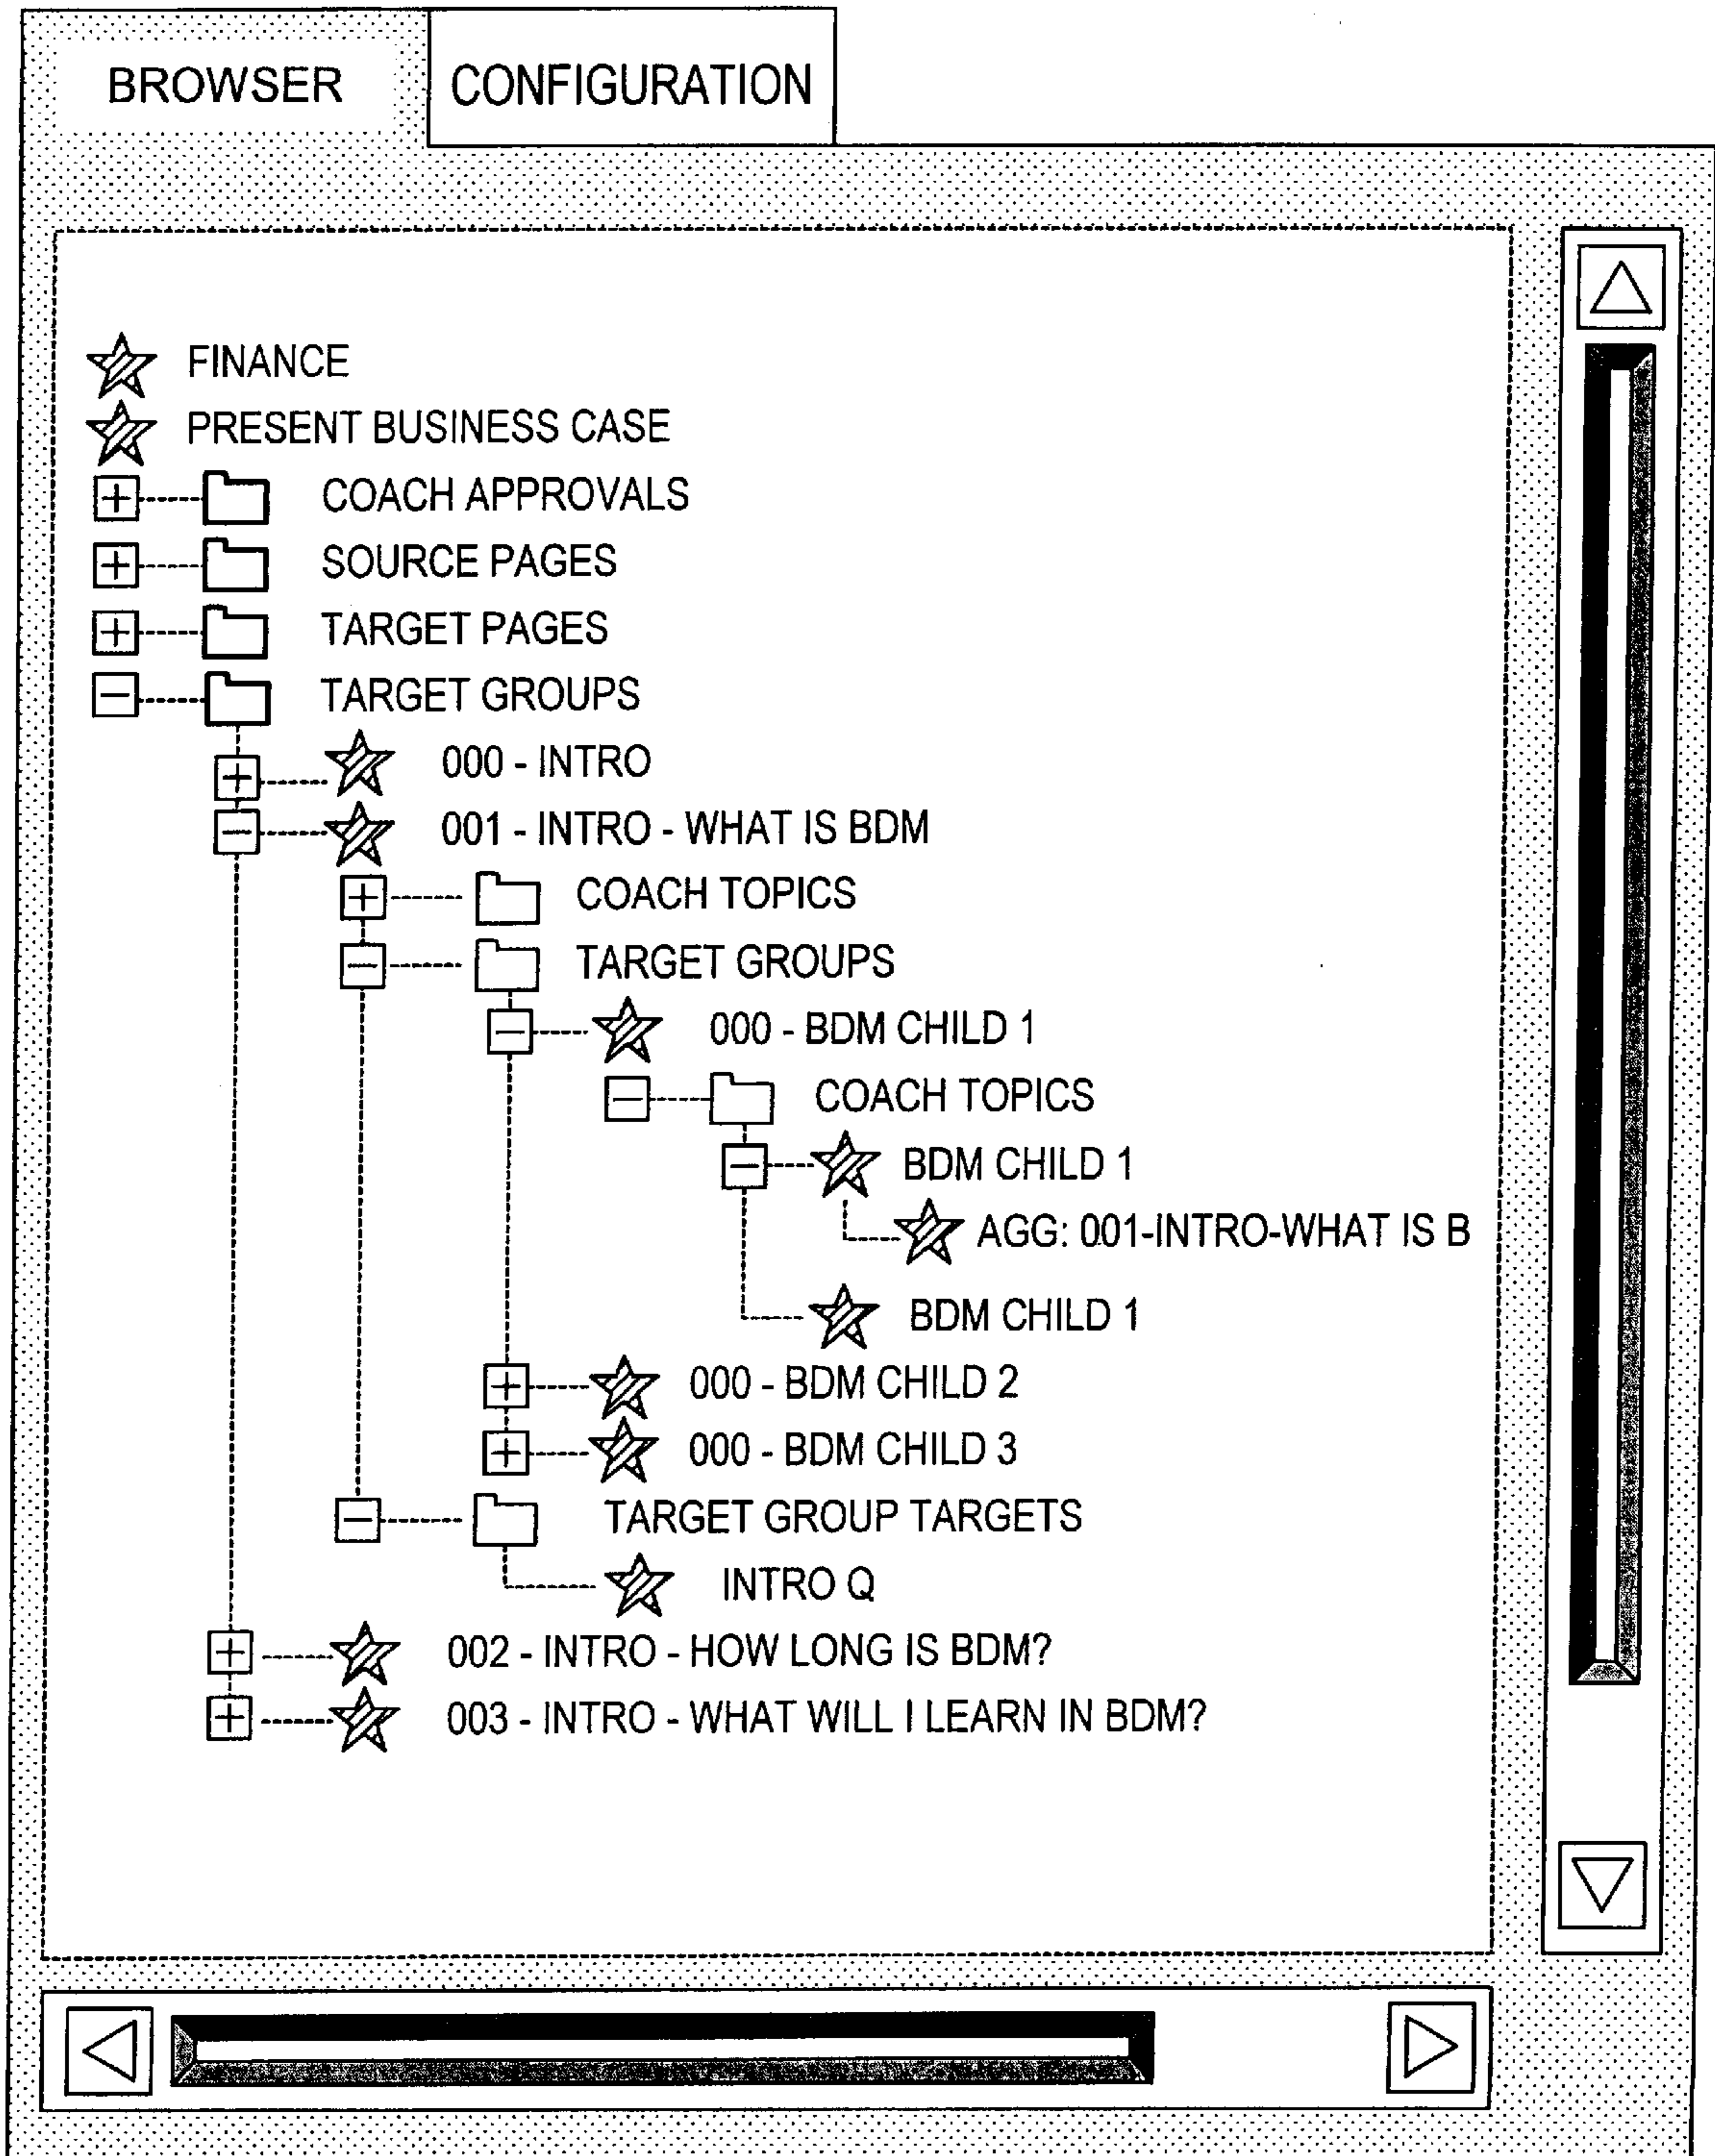 BROWSER
CONFIGURATION
FINANCE
PRESENT BUSINESS CASE
COACH APPROVALS
SOURCE PAGES
TARGET PAGES
TARGET GROUPS
000 - INTRO
001 - INTRO - WHAT IS BDM
COACH TOPICS
TARGET GROUPS
000 - BDM CHILD 1
COACH TOPICS
BDM CHILD 1
AGG: 001-INTRO-WHAT IS B
BDM CHILD 1
000 - BDM CHILD 2
000 - BDM CHILD 3
TARGET GROUP TARGETS
INTRO Q
002 - INTRO - HOW LONG IS BDM?
003 - INTRO - WHAT WILL I LEARN IN BDM?